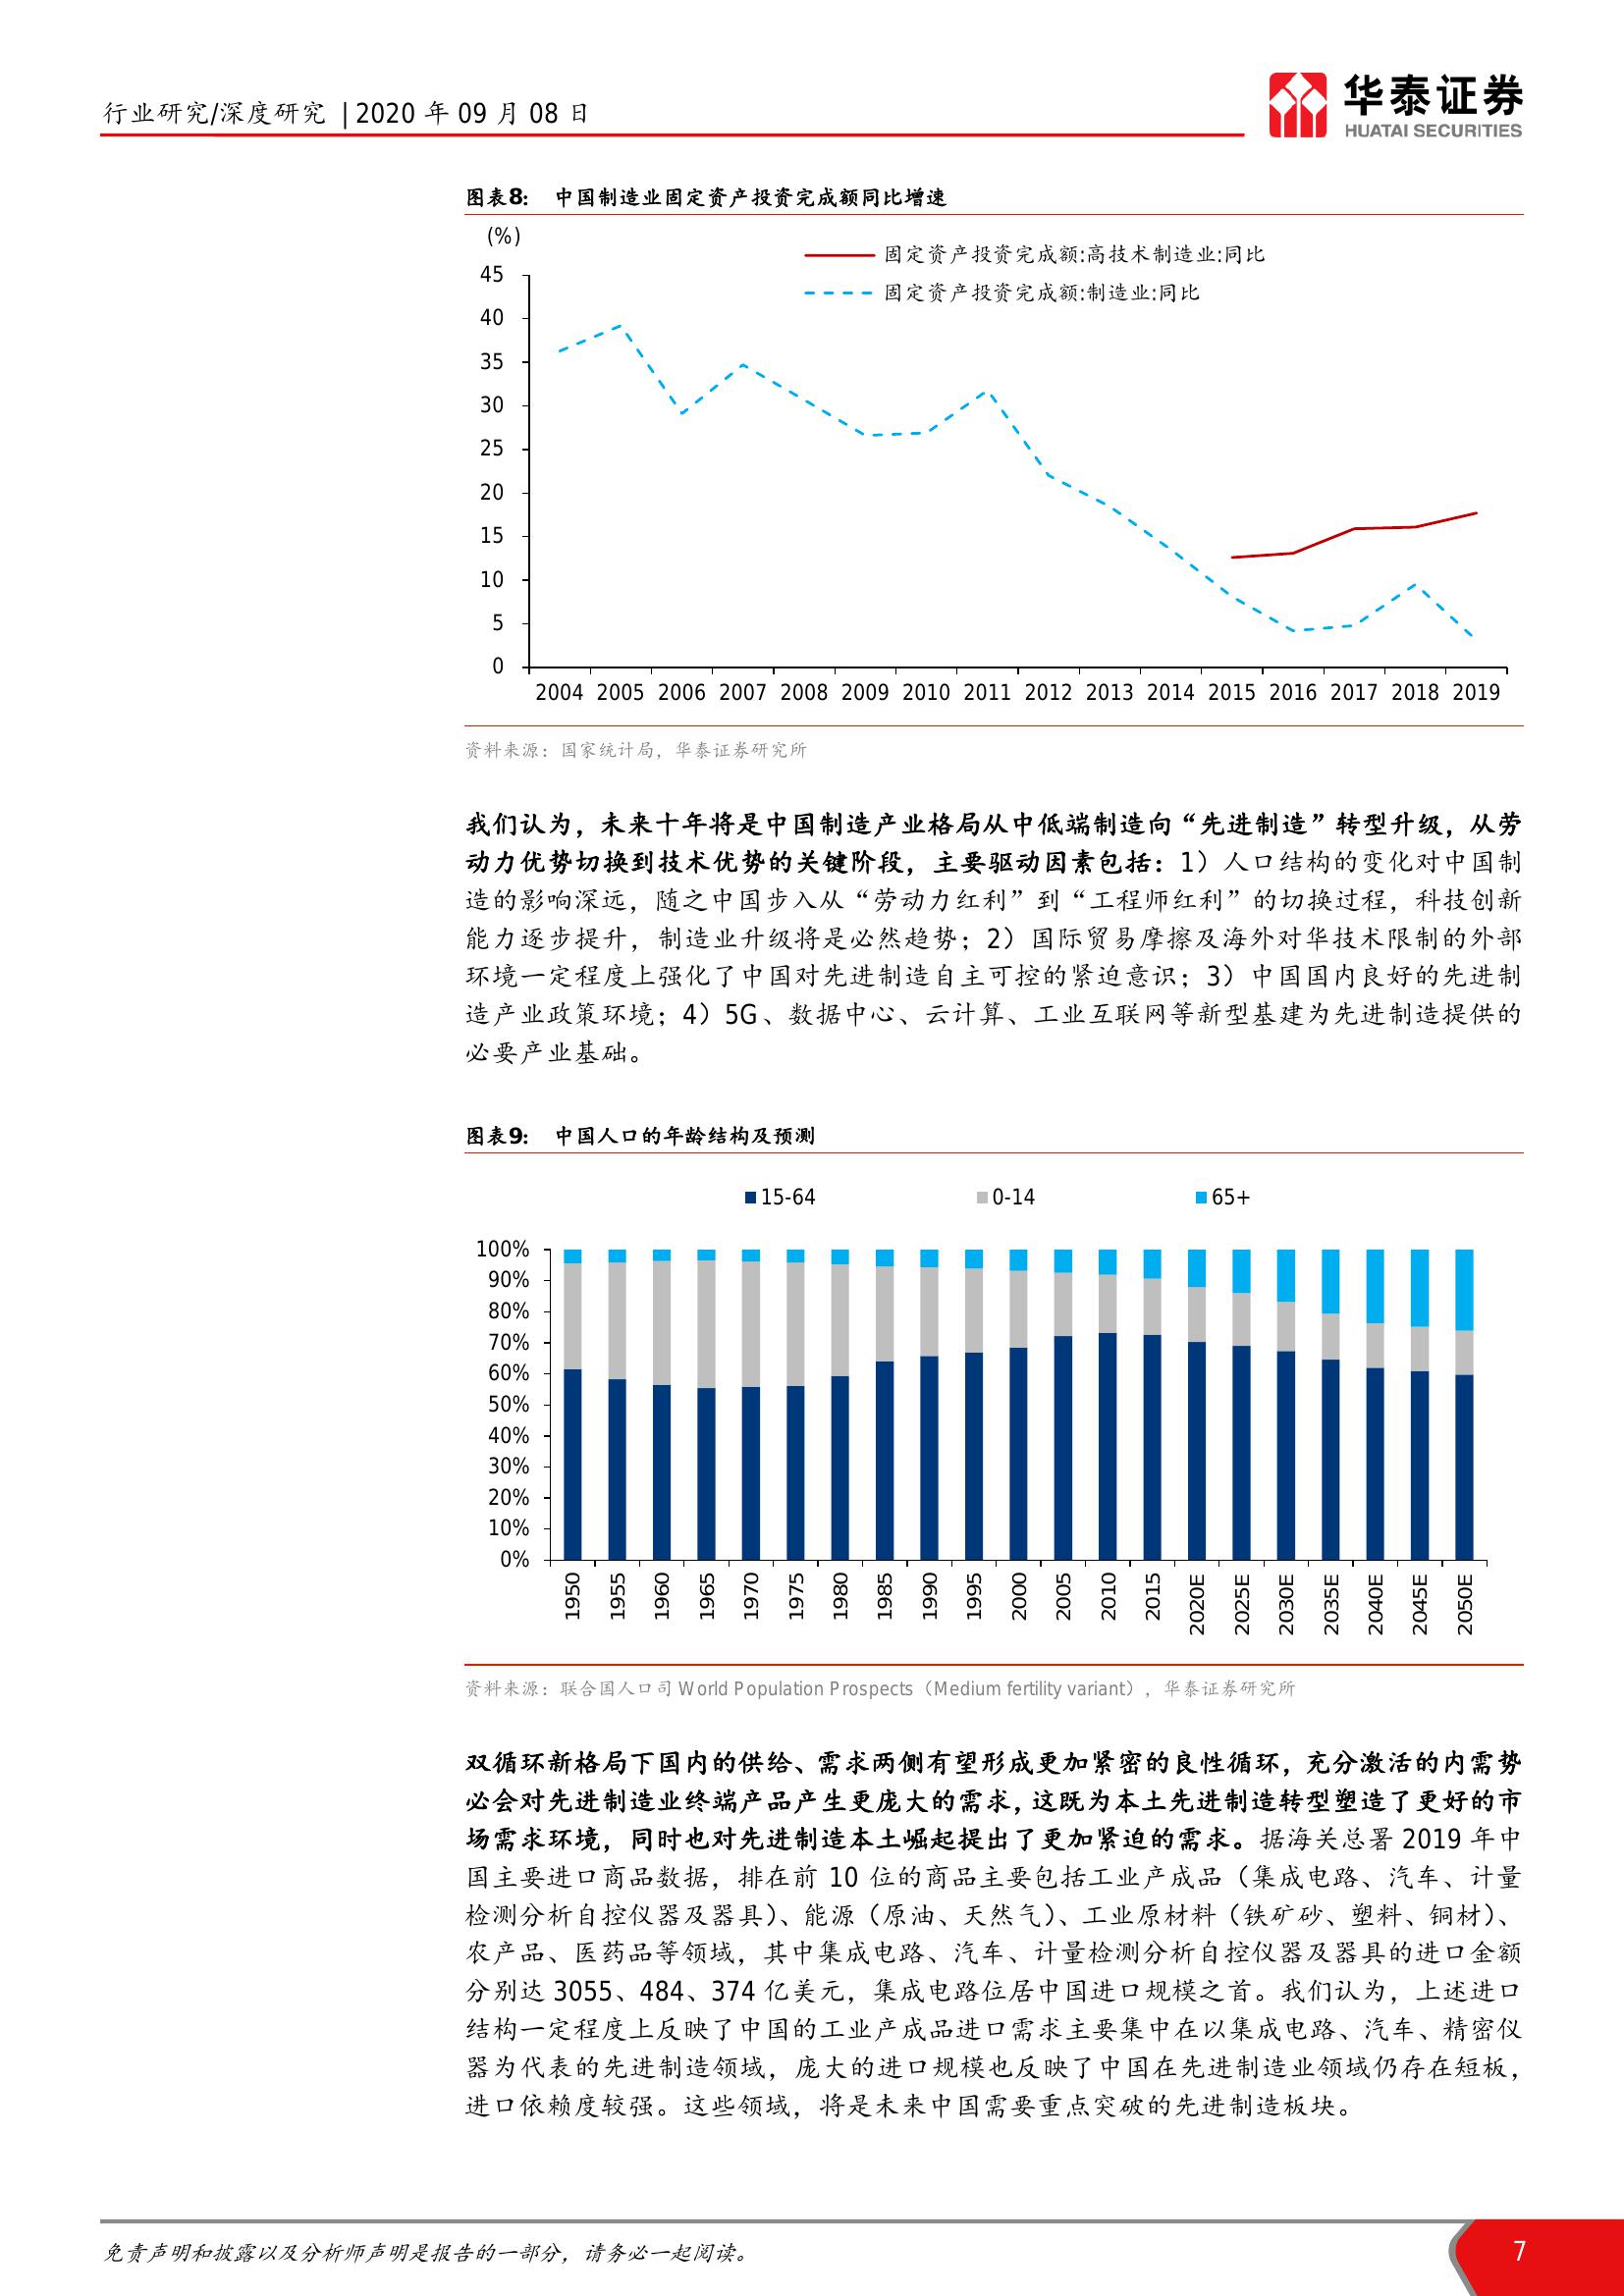 行业研究/深度研究 | 2020 年 09 月 08 日
华泰证券
HUATAI SECURITIES
图表8： 中国制造业固定资产投资完成额同比增速
(%)
固定资产投资完成额:高技术制造业:同比
固定资产投资完成额:制造业:同比
45
40
35
30
25
20
15
10
5
0
2004 2005 2006 2007 2008 2009 2010 2011 2012 2013 2014 2015 2016 2017 2018 2019
资料来源：国家统计局，华泰证券研究所
我们认为，未来十年将是中国制造产业格局从中低端制造向“先进制造”转型升级，从劳
动力优势切换到技术优势的关键阶段，主要驱动因素包括：1）人口结构的变化对中国制
造的影响深远，随之中国步入从“劳动力红利”到“工程师红利”的切换过程，科技创新
能力逐步提升，制造业升级将是必然趋势；2）国际贸易摩擦及海外对华技术限制的外部
环境一定程度上强化了中国对先进制造自主可控的紧迫意识；3）中国国内良好的先进制
造产业政策环境；4）5G、数据中心、云计算、工业互联网等新型基建为先进制造提供的
必要产业基础。
图表9： 中国人口的年龄结构及预测
15-64 0-14 65+
100%
90%
80%
70%
60%
50%
40%
30%
20%
10%
0%
1950 1955 1960 1965 1970 1975 1980 1985 1990 1995 2000 2005 2010 2015 2020E 2025E 2030E 2035E 2040E 2045E 2050E
资料来源：联合国人口司 World Population Prospects（Medium fertility variant），华泰证券研究所
双循环新格局下国内的供给、需求两侧有望形成更加紧密的良性循环，充分激活的内需势
必会对先进制造业终端产品产生更庞大的需求，这既为本土先进制造转型塑造了更好的市
场需求环境，同时也对先进制造本土崛起提出了更加紧迫的需求。据海关总署 2019 年中
国主要进口商品数据，排在前 10 位的商品主要包括工业产成品（集成电路、汽车、计量
检测分析自控仪器及器具）、能源（原油、天然气）、工业原材料（铁矿砂、塑料、铜材）、
农产品、医药品等领域，其中集成电路、汽车、计量检测分析自控仪器及器具的进口金额
分别达 3055、484、374 亿美元，集成电路位居中国进口规模之首。我们认为，上述进口
结构一定程度上反映了中国的工业产成品进口需求主要集中在以集成电路、汽车、精密仪
器为代表的先进制造领域，庞大的进口规模也反映了中国在先进制造业领域仍存在短板，
进口依赖度较强。这些领域，将是未来中国需要重点突破的先进制造板块。
免责声明和披露以及分析师声明是报告的一部分，请务必一起阅读。
7